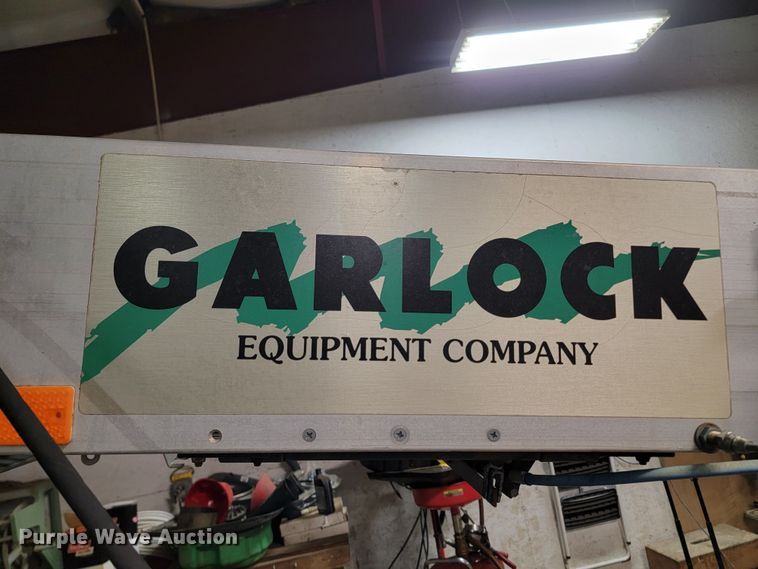 GARLOCK
EQUIPMENT COMPANY
Purple Wave Auction